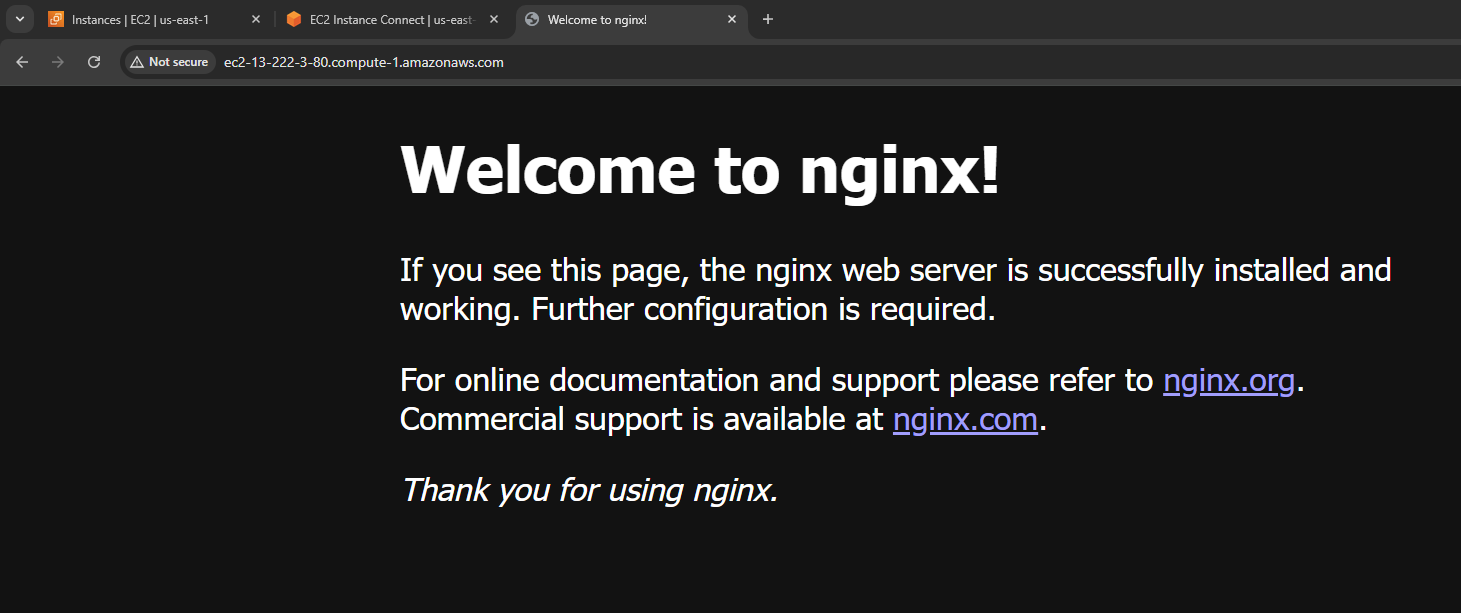 Instances | EC2 | us-east-1
EC2 Instance Connect | us-east-
Welcome to nginx!
Not secure
ec2-13-222-3-80.compute-1.amazonaws.com
Welcome to nginx!
If you see this page, the nginx web server is successfully installed and
working. Further configuration is required.
For online documentation and support please refer to nginx.org.
Commercial support is available at nginx.com.
Thank you for using nginx.